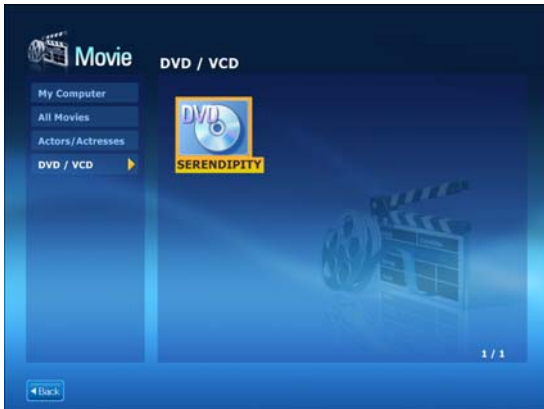 Movie
DVD / VCD
My Computer
All Movies
Actors/Actresses
DVD / VCD
DVD
SERENDIPITY
1 / 1
Back